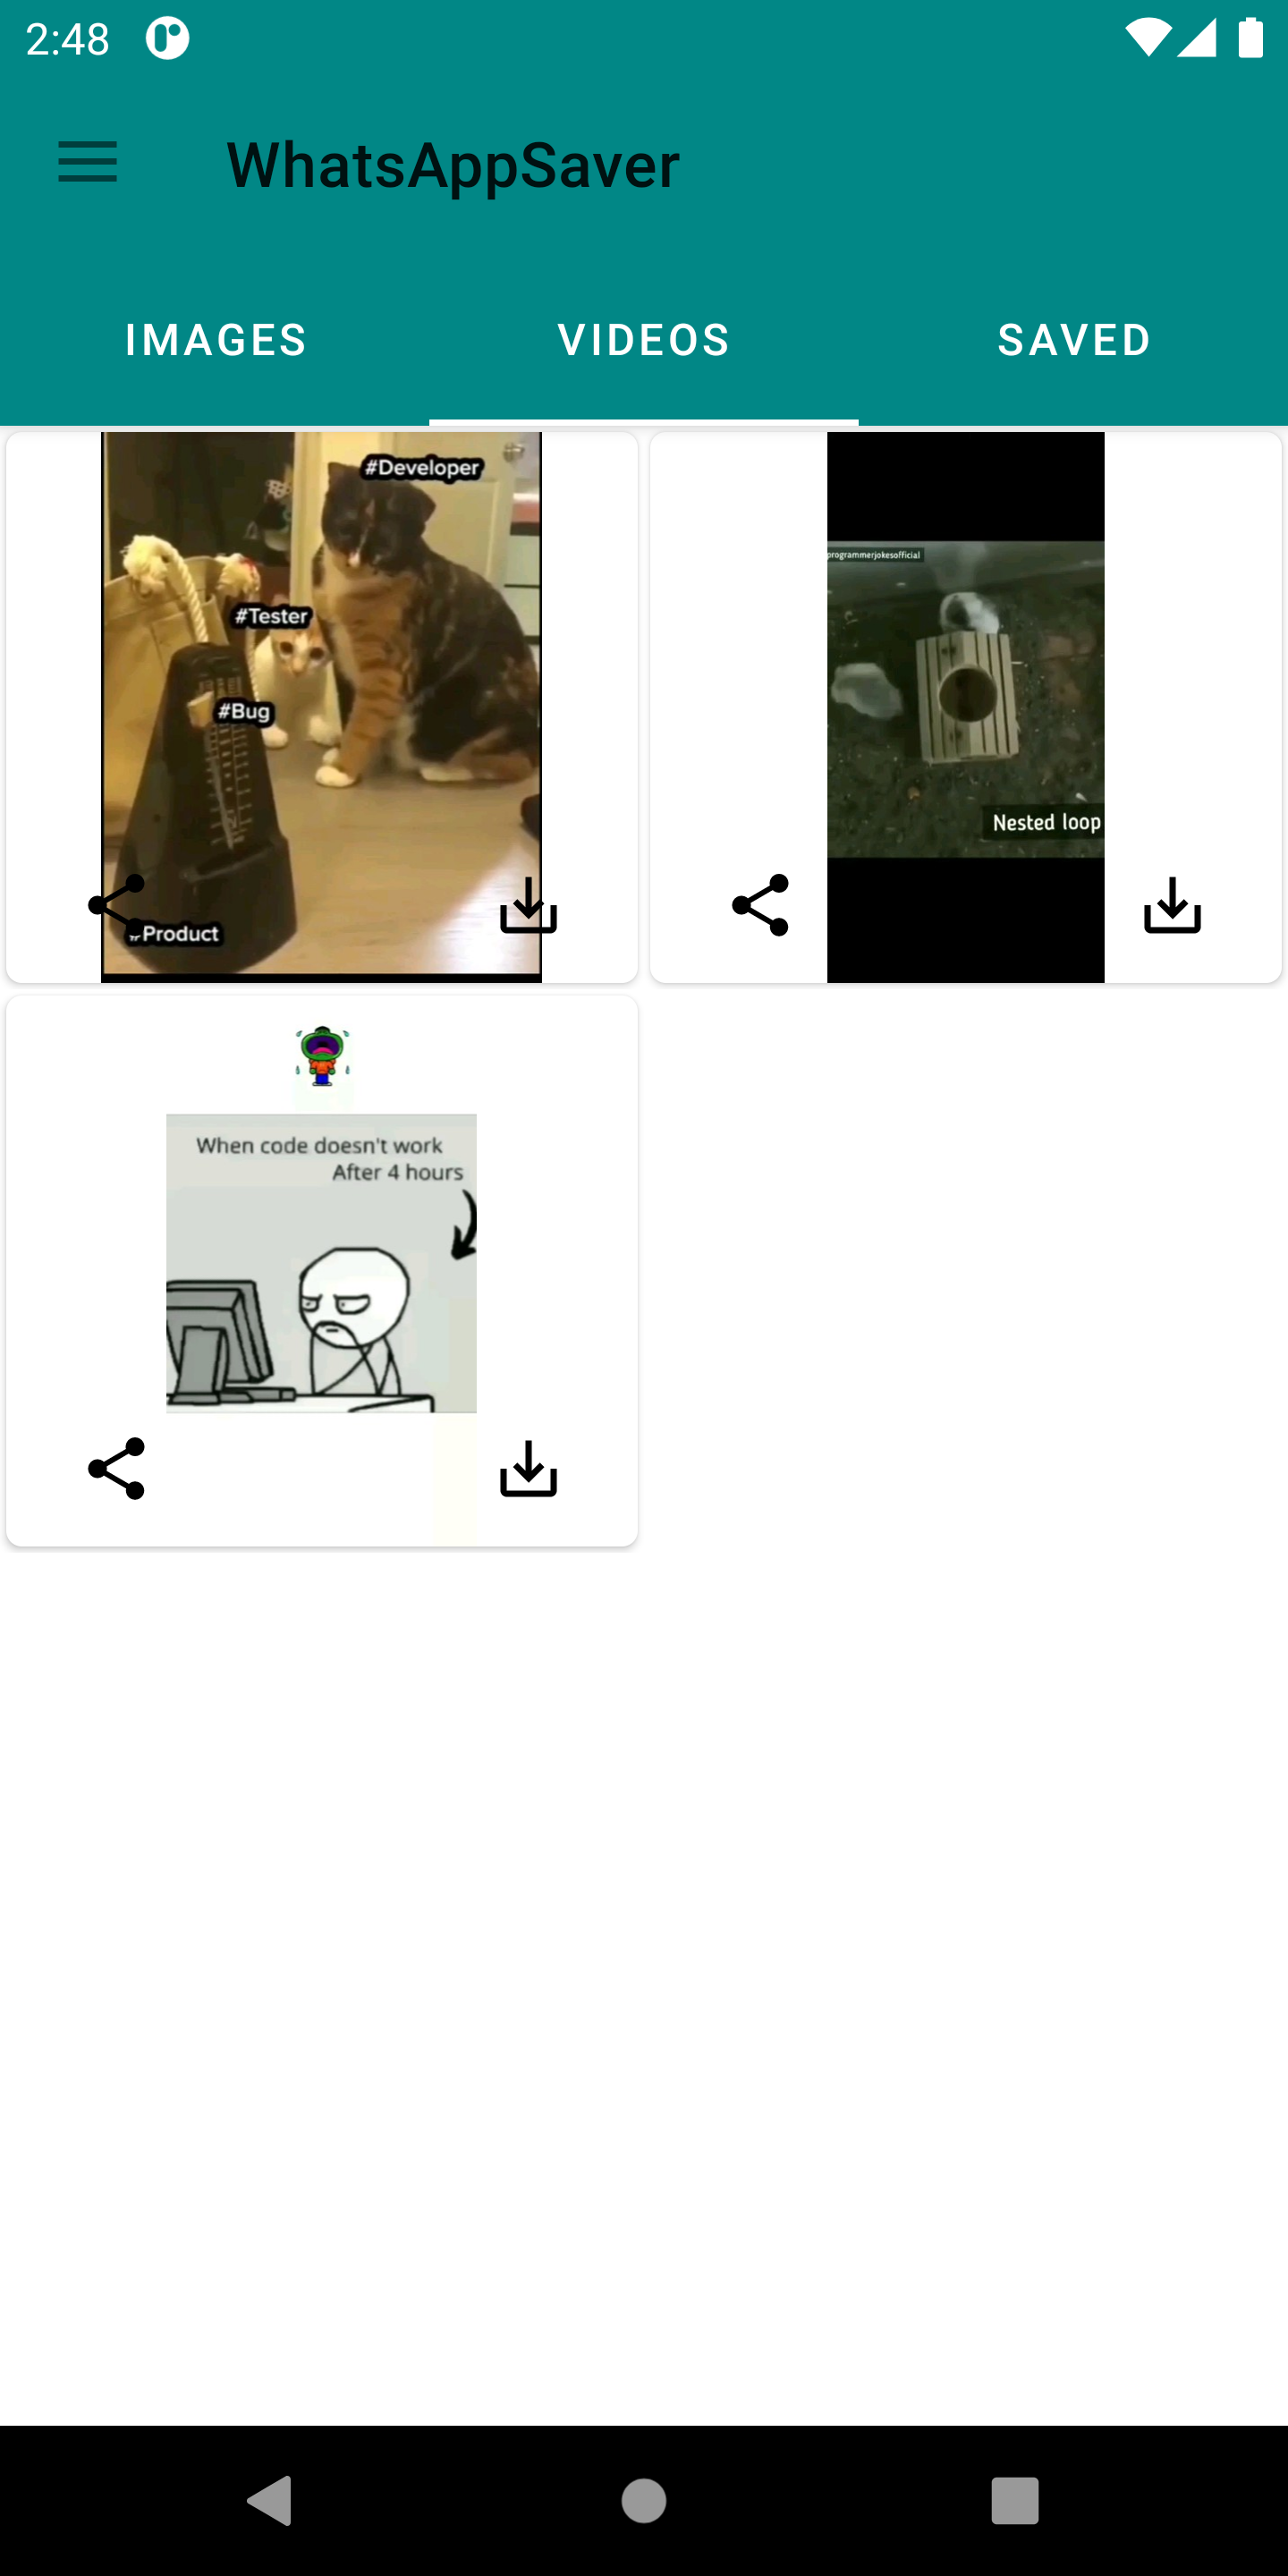 2:48
WhatsAppSaver
IMAGES
VIDEOS
SAVED
#Developer
#Tester
#Bug
#Product
programmerjokesofficial
Nested loop
When code doesn't work
After 4 hours